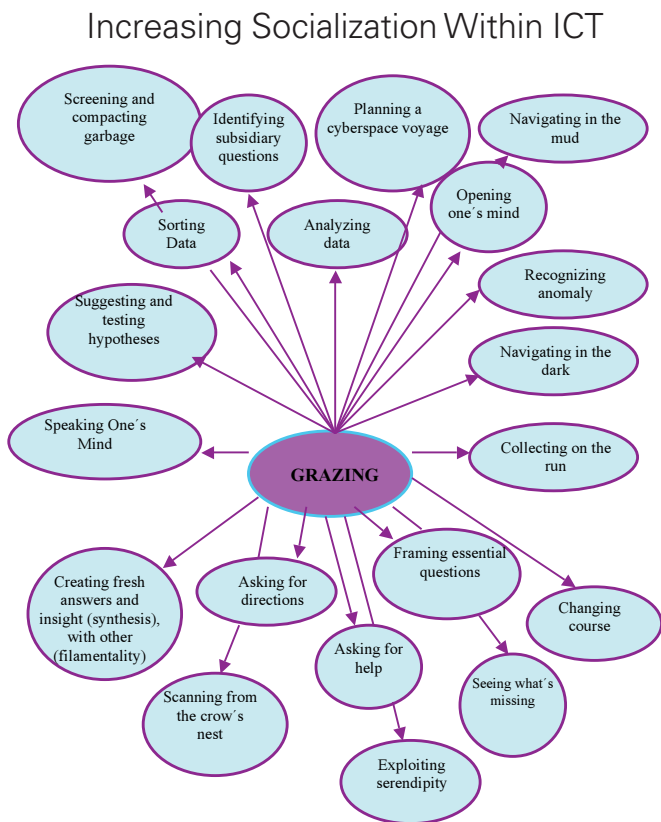 Increasing Socialization Within ICT
Screening and
compacting
garbage
Identifying
subsidiary
questions
Planning a
cyberspace voyage
Navigating in the
mud
Opening
one´s mind
Sorting
Data
Analyzing
data
Recognizing
anomaly
Suggesting and
testing
hypotheses
Navigating in the
dark
Speaking One´s
Mind
Collecting on the
run
GRAZING
Creating fresh
answers and
insight (synthesis),
with other
(filamentality)
Asking for
directions
Framing essential
questions
Changing
course
Asking for
help
Scanning from
the crow´s
nest
Seeing what´s
missing
Exploiting
serendipity